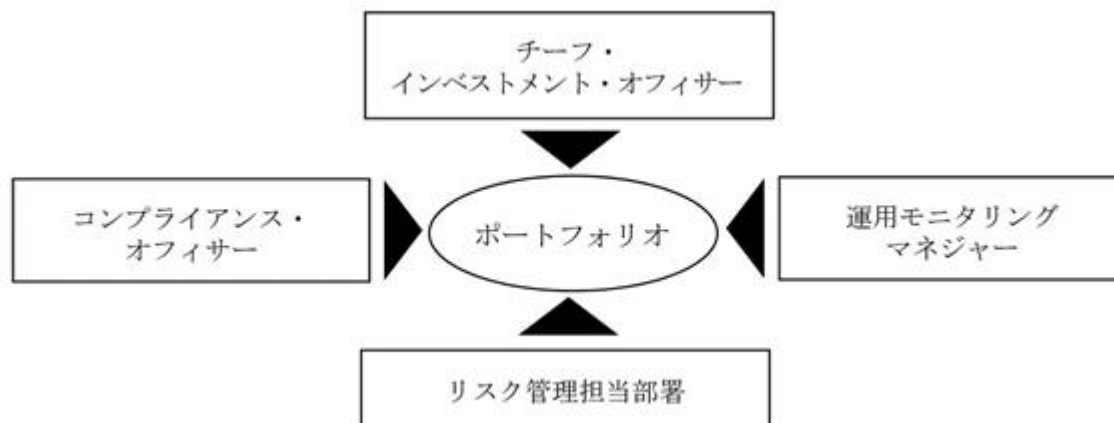 チーフ・
インベストメント・オフィサー
コンプライアンス・
オフィサー
ポートフォリオ
運用モニタリング
マネジャー
リスク管理担当部署